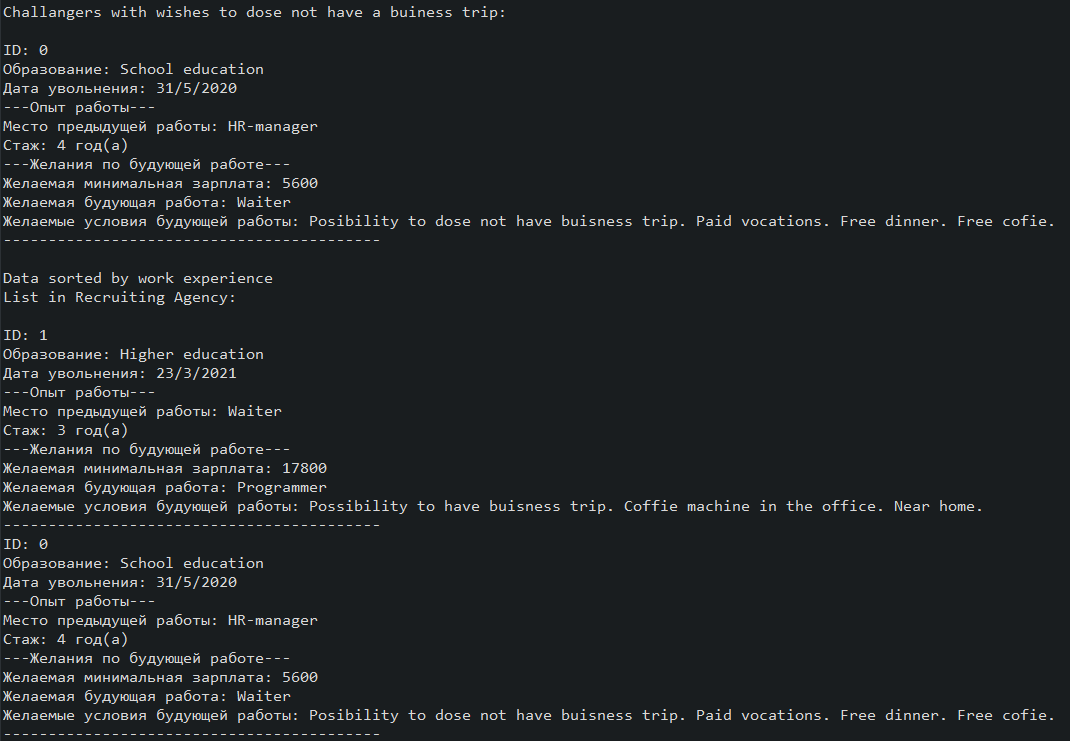 Challangers with wishes to dose not have a buiness trip:
ID: 0
Образование: School education
Дата увольнения: 31/5/2020
---Опыт работы---
Место предыдущей работы: HR-manager
Стаж: 4 год(а)
---Желания по будующей работе---
Желаемая минимальная зарплата: 5600
Желаемая будующая работа: Waiter
Желаемые условия будующей работы: Posibility to dose not have buisness trip. Paid vocations. Free dinner. Free cofie.
------------------------------------------
Data sorted by work experience
List in Recruiting Agency:
ID: 1
Образование: Higher education
Дата увольнения: 23/3/2021
---Опыт работы---
Место предыдущей работы: Waiter
Стаж: 3 год(а)
---Желания по будующей работе---
Желаемая минимальная зарплата: 17800
Желаемая будующая работа: Programmer
Желаемые условия будующей работы: Possibility to have buisness trip. Coffie machine in the office. Near home.
------------------------------------------
ID: 0
Образование: School education
Дата увольнения: 31/5/2020
---Опыт работы---
Место предыдущей работы: HR-manager
Стаж: 4 год(а)
---Желания по будующей работе---
Желаемая минимальная зарплата: 5600
Желаемая будующая работа: Waiter
Желаемые условия будующей работы: Posibility to dose not have buisness trip. Paid vocations. Free dinner. Free cofie.
------------------------------------------